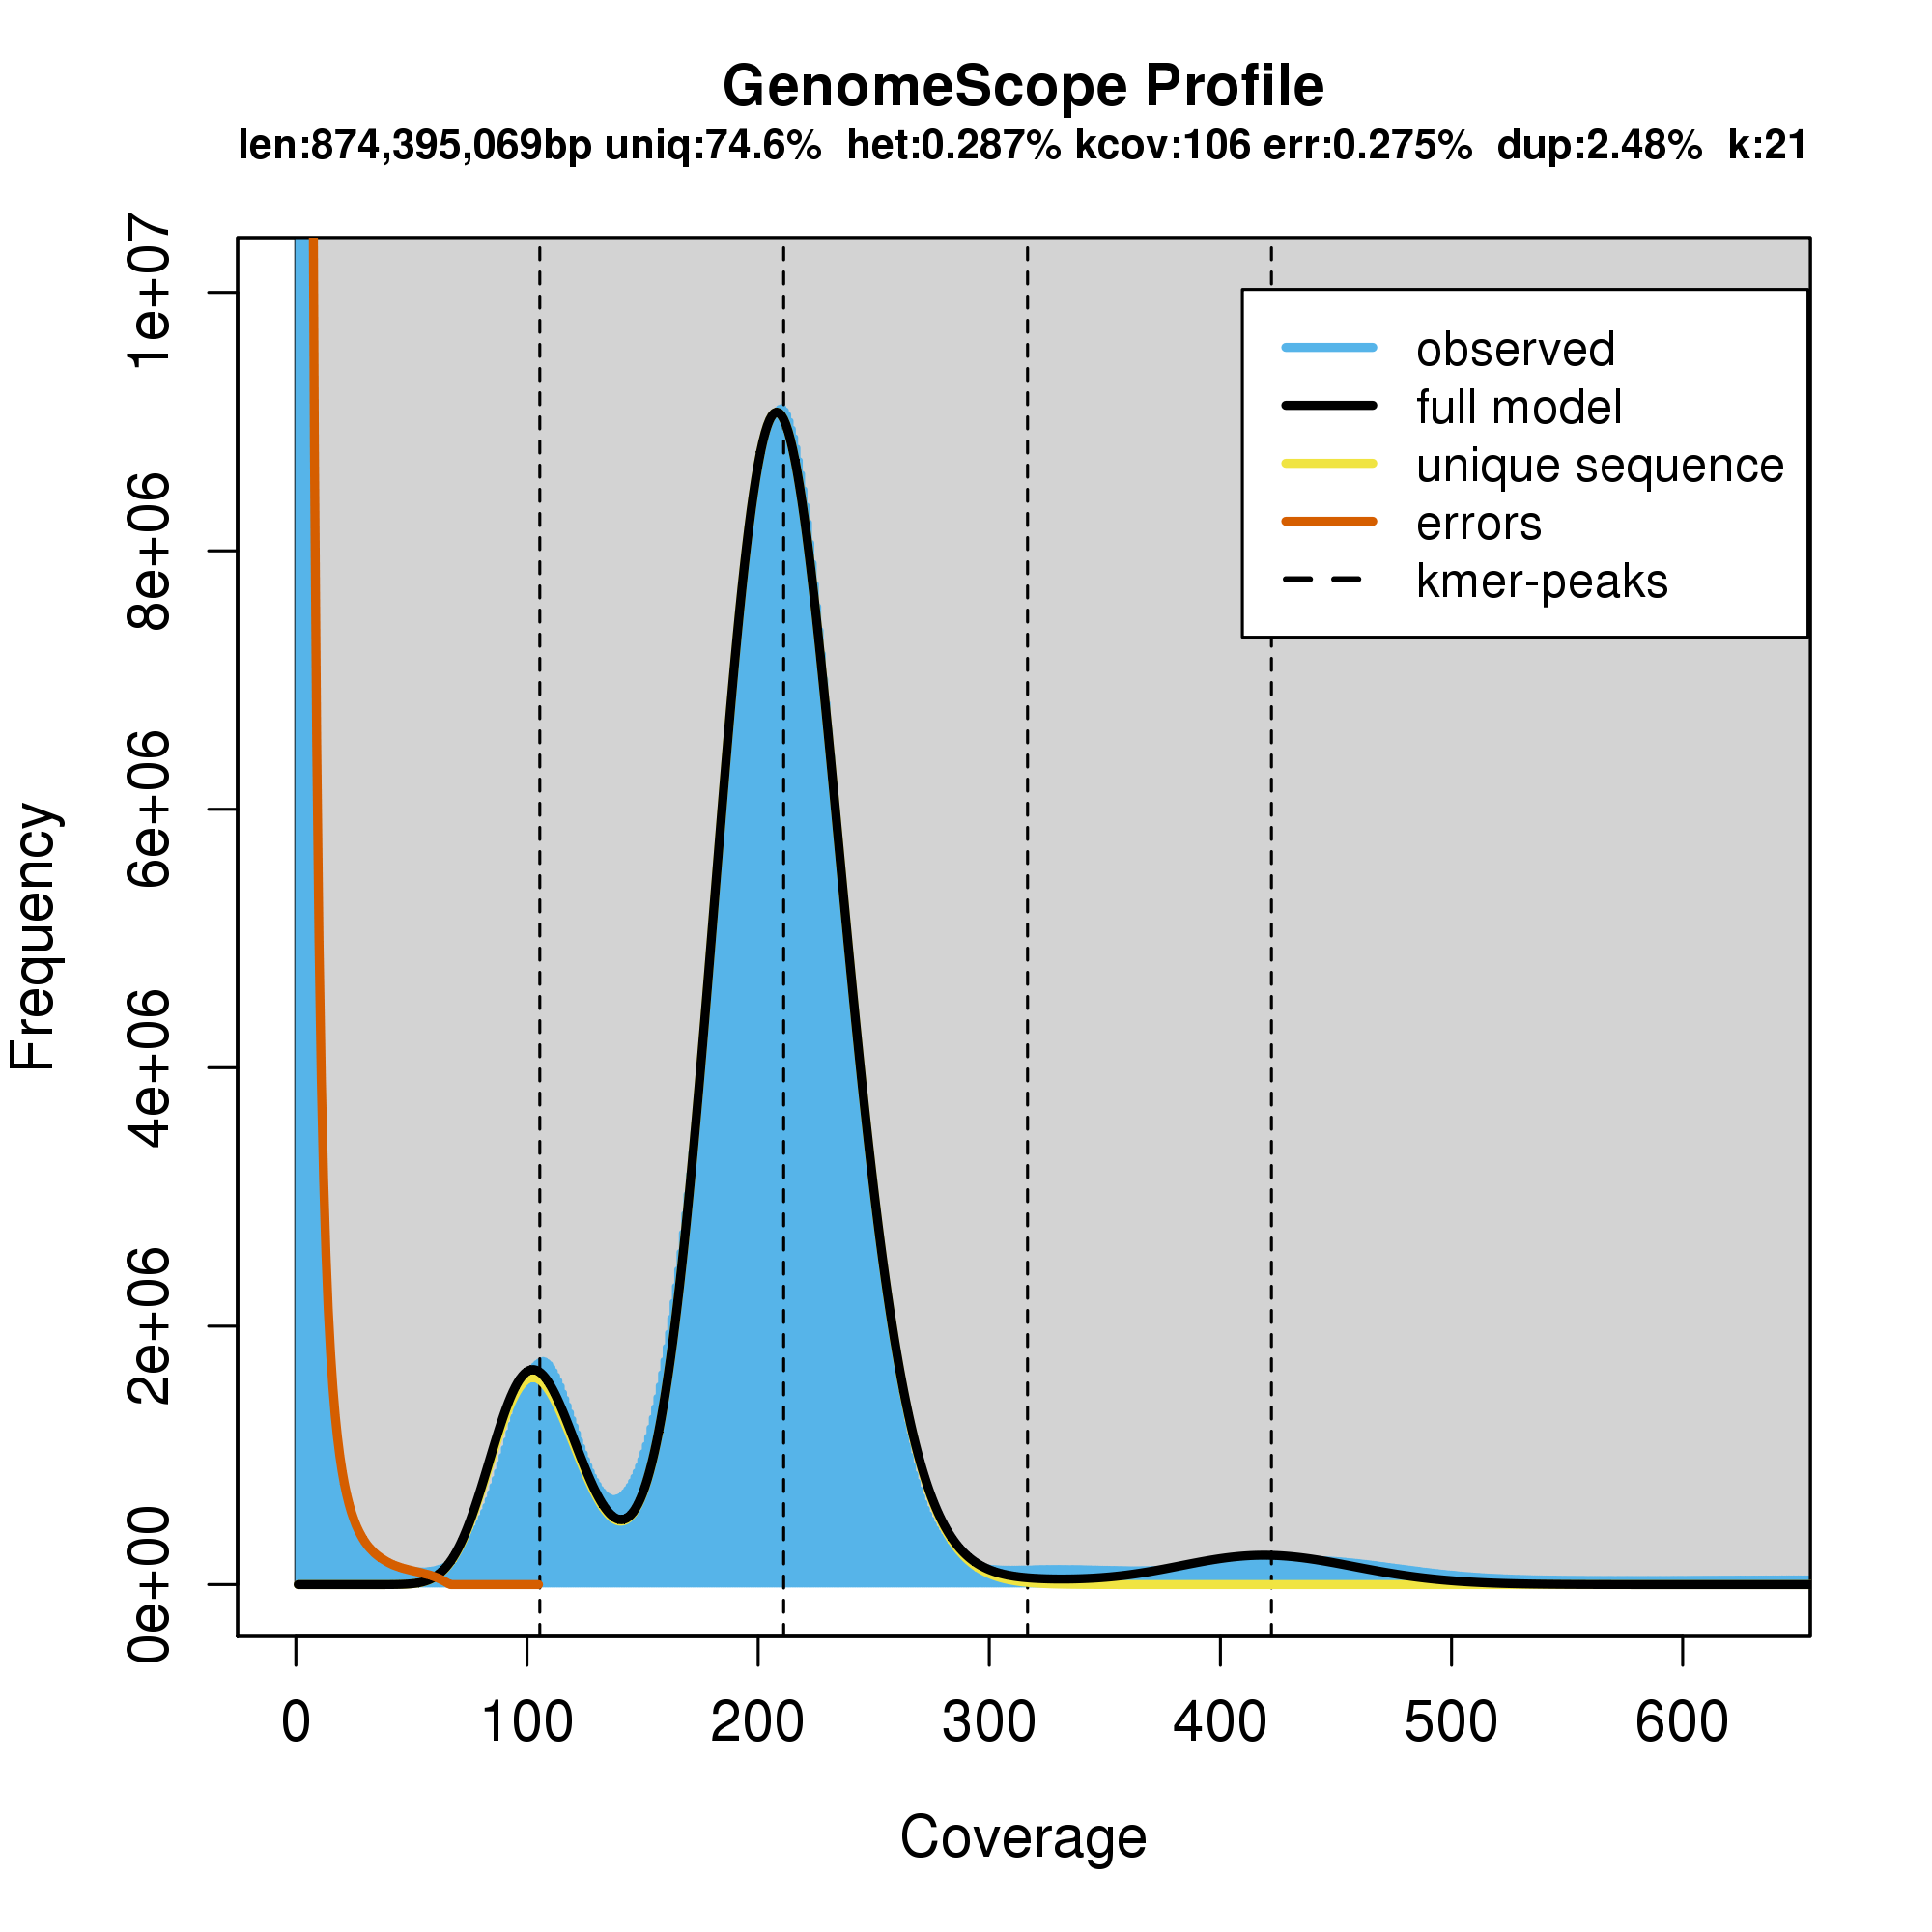 GenomeScope Profile
len:874,395,069bp uniq:74.6% het:0.287% kcov:106 err:0.275% dup:2.48% k:21
1e+07
8e+06
6e+06
4e+06
2e+06
0e+00
Frequency
observed
full model
unique sequence
errors
kmer-peaks
0 100 200 300 400 500 600
Coverage